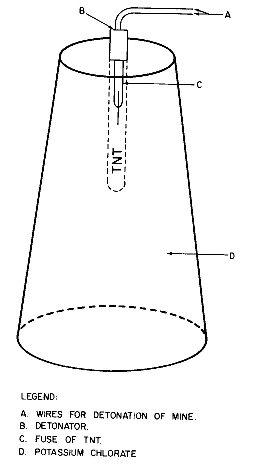 B
A
C
TNT
D
LEGEND:
A. WIRES FOR DETONATION OF MINE.
B. DETONATOR.
C. FUSE OF TNT.
D. POTASSIUM CHLORATE